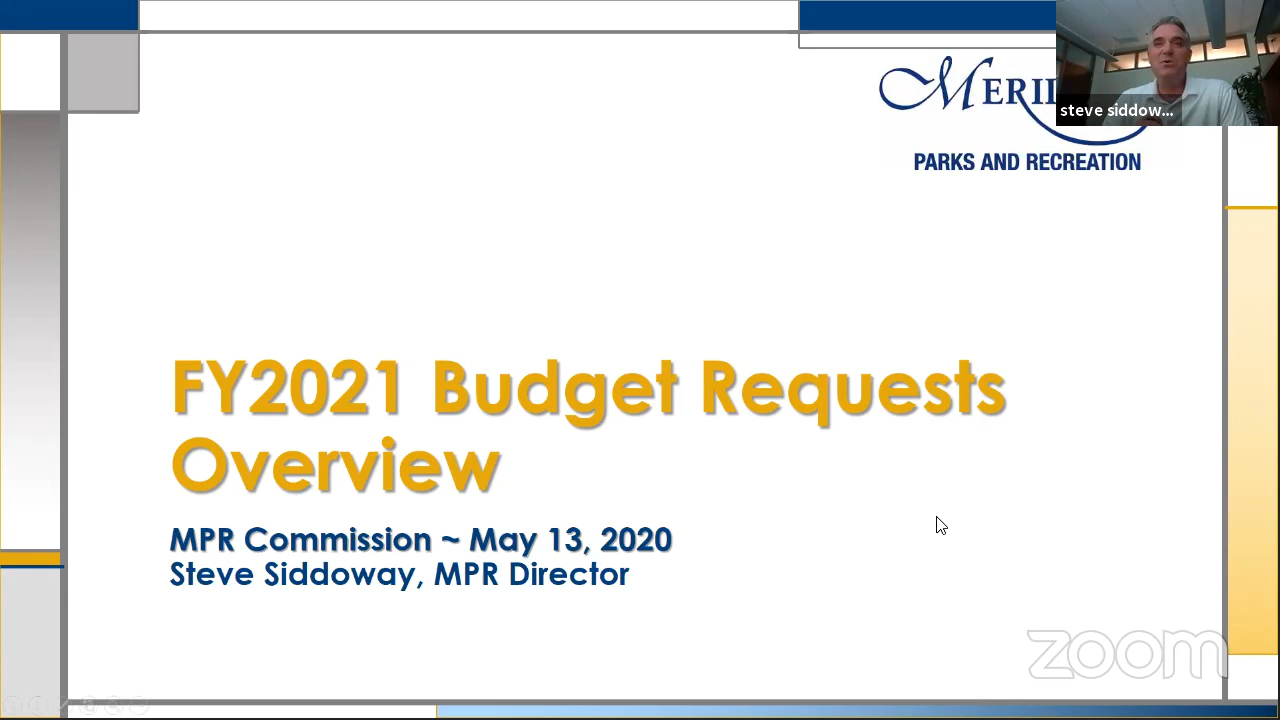 MERI
steve siddow...
PARKS AND RECREATION
FY2021 Budget Requests
Overview
MPR Commission ~ May 13, 2020
Steve Siddoway, MPR Director
zoom